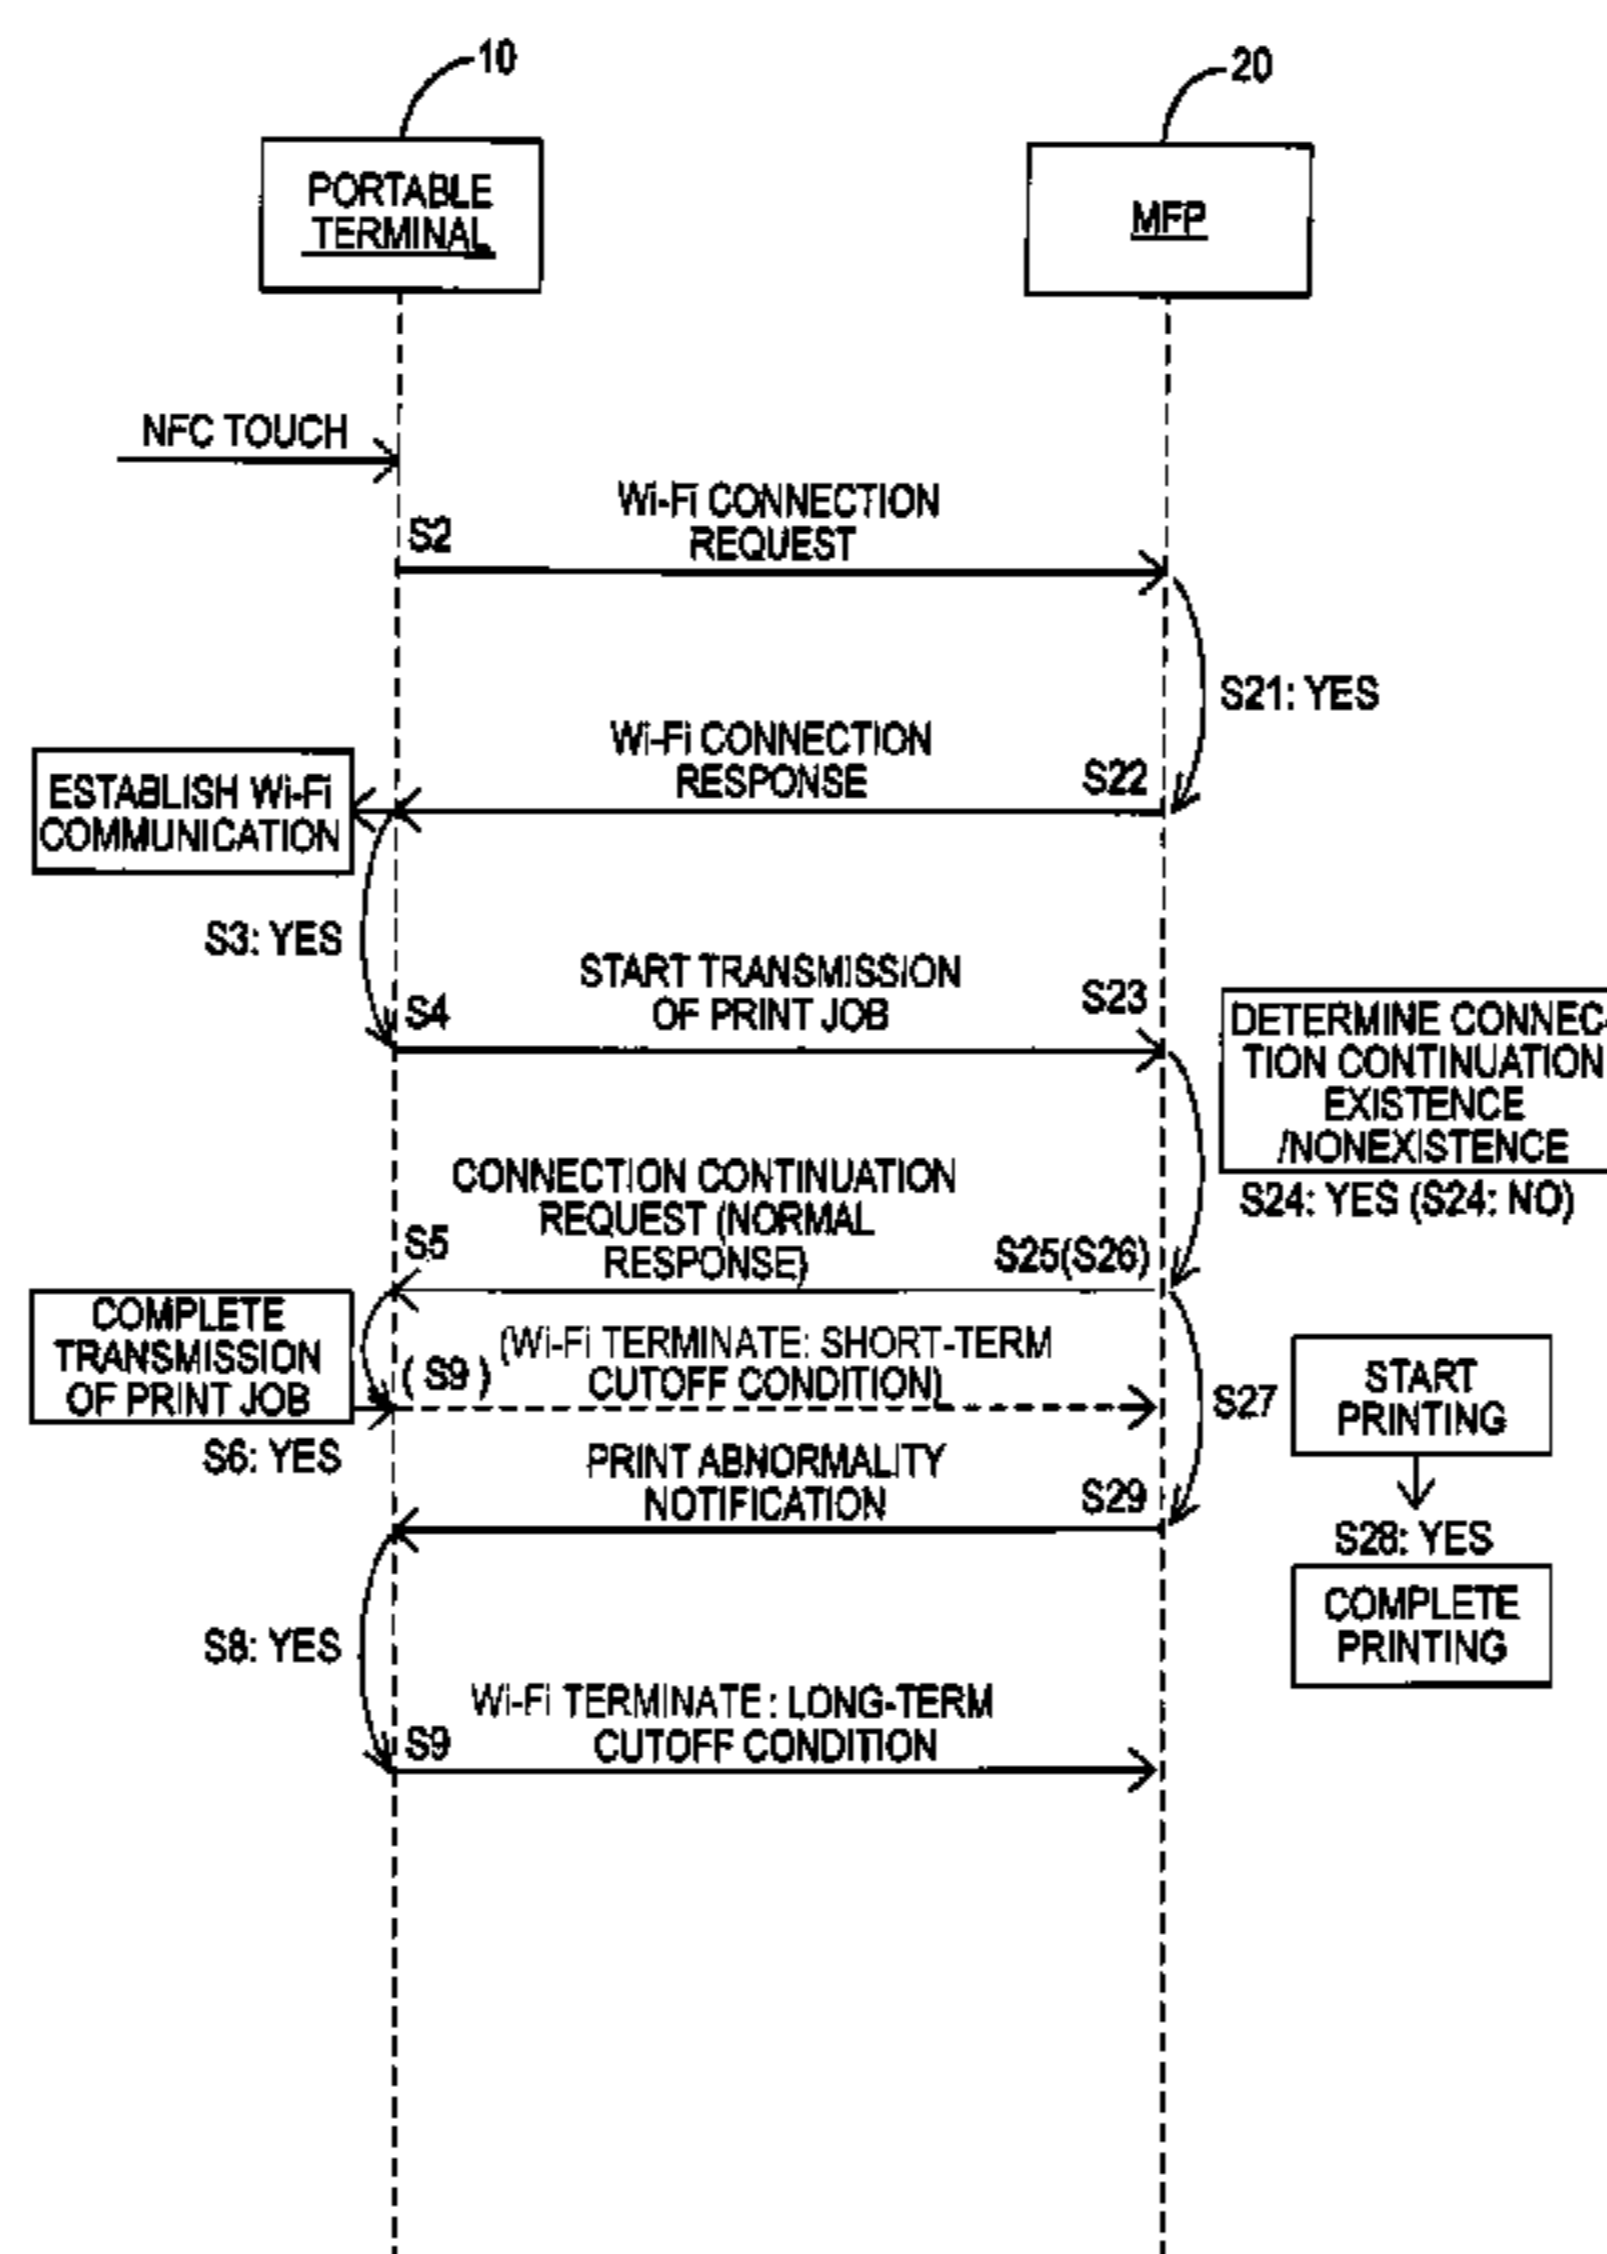 10
20
PORTABLE
TERMINAL
MFP
NFC TOUCH
Wi-Fi CONNECTION
REQUEST
S2
S21: YES
Wi-Fi CONNECTION
RESPONSE
S22
ESTABLISH Wi-Fi
COMMUNICATION
S3: YES
START TRANSMISSION
OF PRINT JOB
S4
S23
DETERMINE CONNEC-
TION CONTINUATION
EXISTENCE
/NONEXISTENCE
S24: YES (S24: NO)
CONNECTION CONTINUATION
REQUEST (NORMAL
RESPONSE)
S5
S25(S26)
COMPLETE
TRANSMISSION
OF PRINT JOB
(S9)
(Wi-Fi TERMINATE: SHORT-TERM
CUTOFF CONDITION)
S27
START
PRINTING
S6: YES
PRINT ABNORMALITY
NOTIFICATION
S29
S28: YES
COMPLETE
PRINTING
S8: YES
Wi-Fi TERMINATE : LONG-TERM
CUTOFF CONDITION
S9